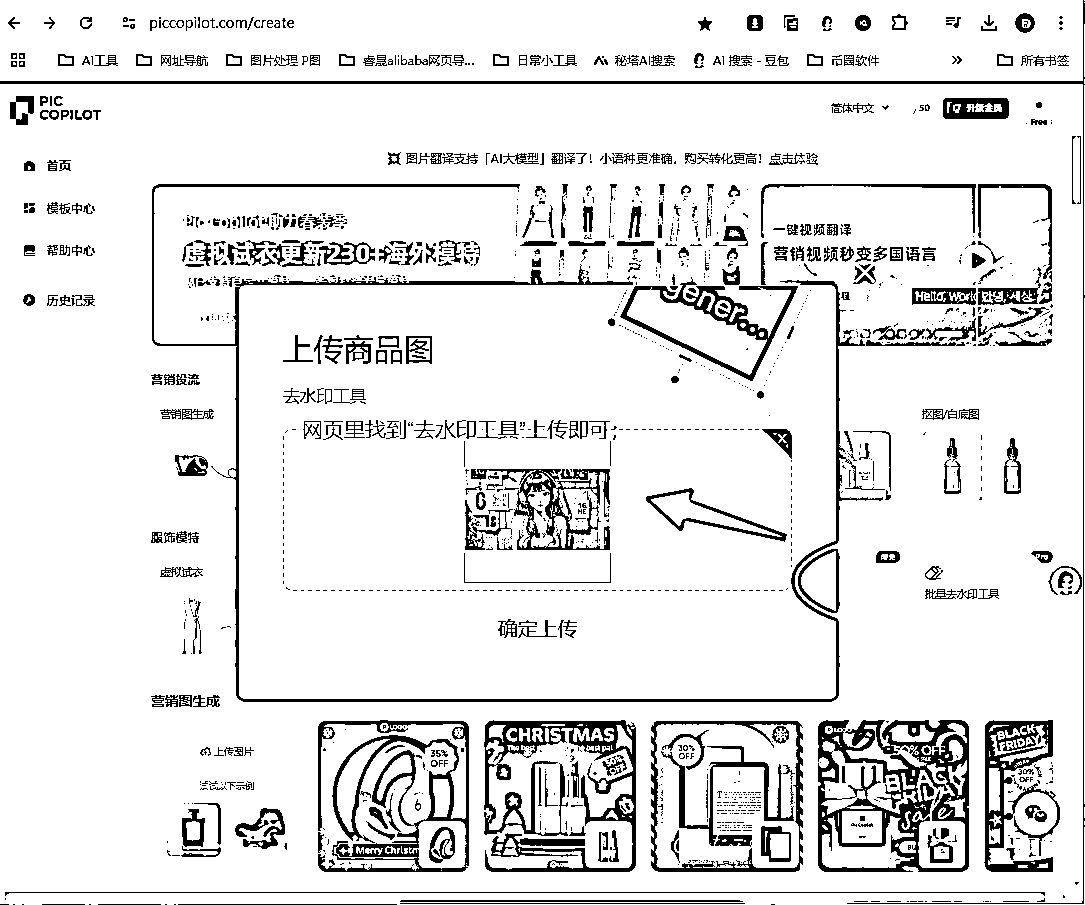 piccopilot.com/create
AI工具
网址导航
图片处理 P图
睿晟alibaba网页导...
日常小工具
秘塔AI搜索
AI 搜索 - 豆包
币圈软件
»
所有书签
PIC
COPILOT
简体中文
50
升级会员
Free
首页
模板中心
帮助中心
历史记录
图片翻译支持「AI大模型」翻译了！小语种更准确，购买转化更高！点击体验
Pic Copilot助力春装季
虚拟试衣更新230+海外模特
一键视频翻译
营销视频秒变多国语言
Hello, World
gener...
上传商品图
去水印工具
网页里找到“去水印工具”上传即可；
确定上传
营销投流
营销图生成
抠图/白底图
服饰模特
虚拟试衣
Pro
批量去水印工具
营销图生成
上传图片
试试以下示例
35%
OFF
Merry Christm
CHRISTMAS
30%
OFF
50% OFF
BLACK
FRIDAY
sale
BLACK
FRIDAY
30%
OFF